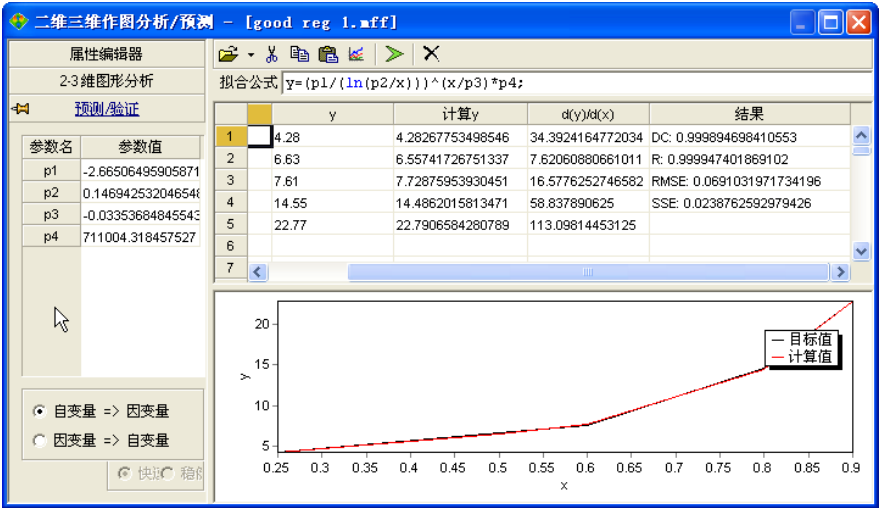 二维三维作图分析/预测 - [good reg 1.mff]
属性编辑器
2-3维图形分析
预测/验证
参数名 参数值
p1 -2.66506495905871
p2 0.14694253204654
p3 -0.03353684845543
p4 711004.318457527
自变量 => 因变量
因变量 => 自变量
快速 稳
拟合公式 y=(p1/(ln(p2/x)))^(x/p3)*p4;
y 计算y d(y)/d(x) 结果
1 4.28 4.28267753498546 34.3924164772034 DC: 0.999894698410553
2 6.63 6.55741726751337 7.62060880661011 R: 0.999947401869102
3 7.61 7.72875953930451 16.5776252746582 RMSE: 0.0691031971734196
4 14.55 14.4862015813471 58.837890625 SSE: 0.0238762592979426
5 22.77 22.7906584280789 113.09814453125
6
7
20
15
10
5
y
目标值
计算值
0.25 0.3 0.35 0.4 0.45 0.5 0.55 0.6 0.65 0.7 0.75 0.8 0.85 0.9
x